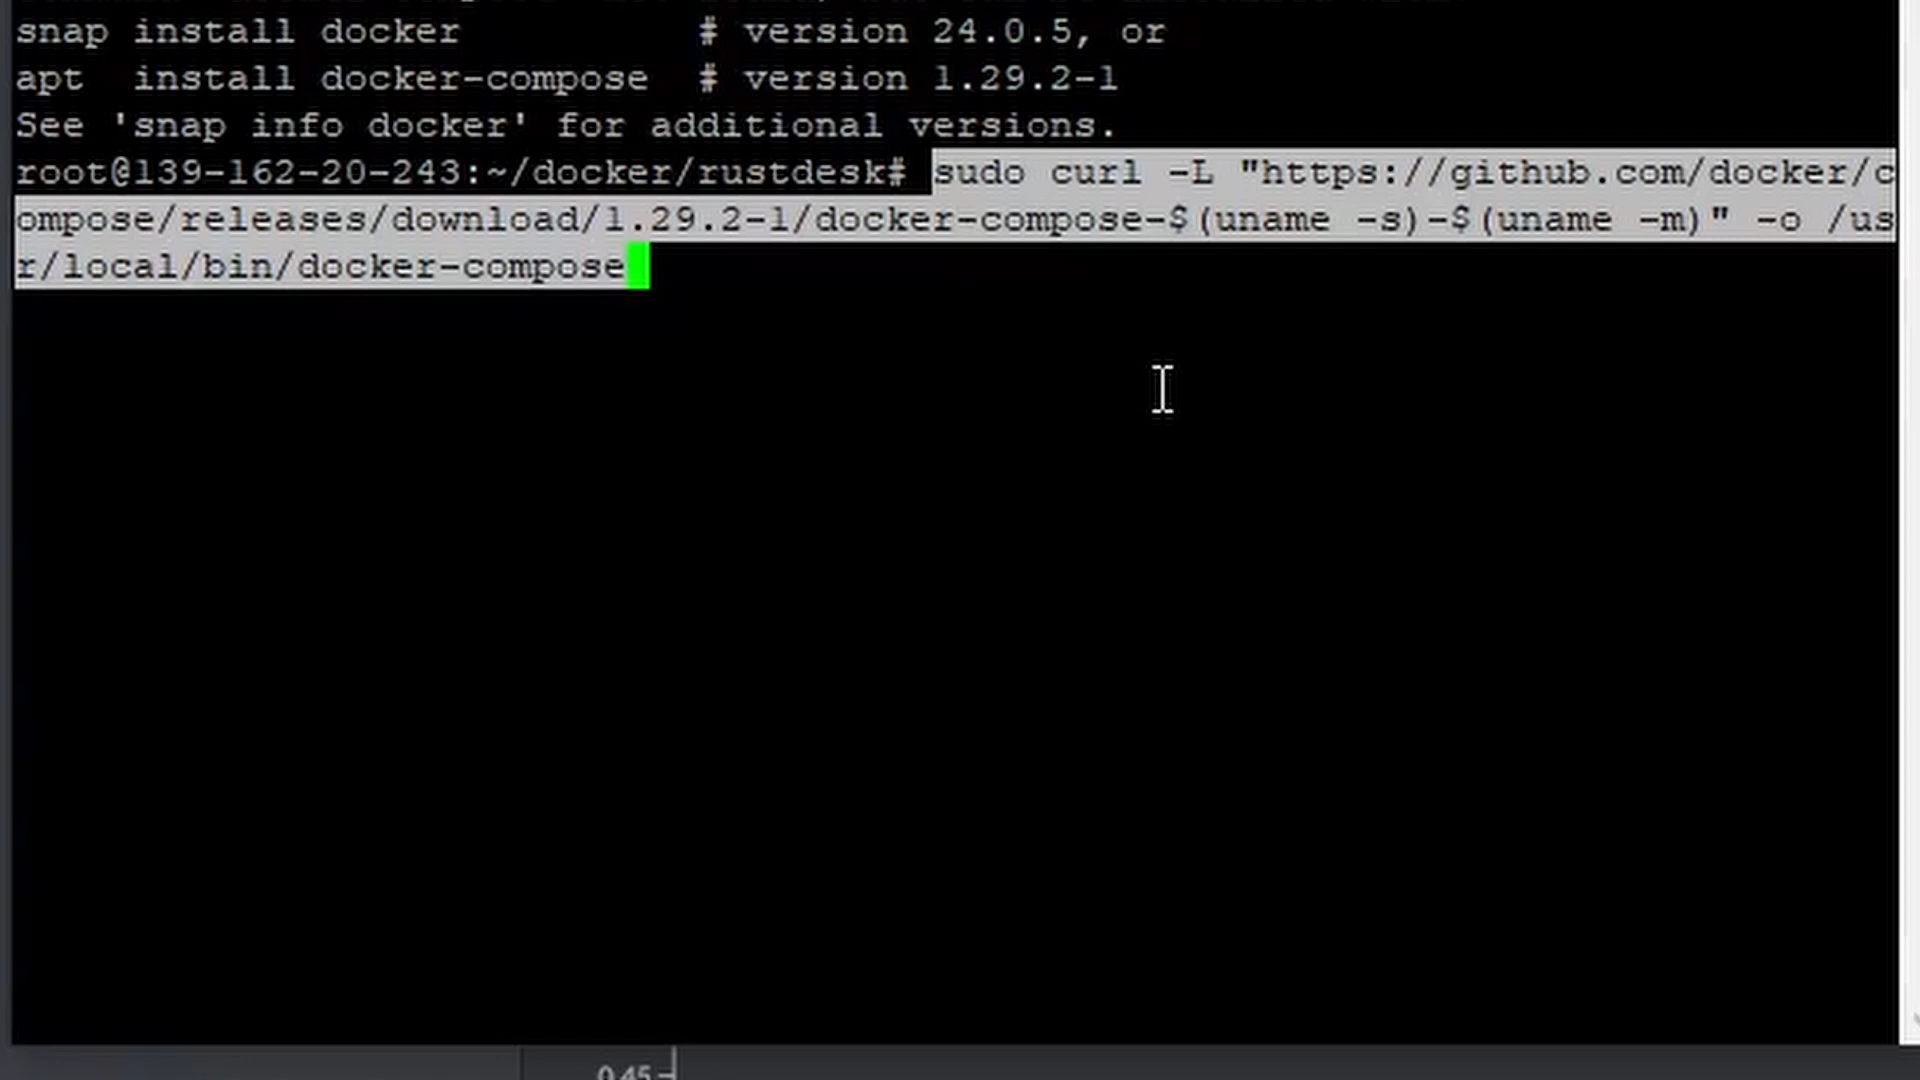 snap install docker          # version 24.0.5, or
apt  install docker-compose  # version 1.29.2-1
See 'snap info docker' for additional versions.
root@139-162-20-243:~/docker/rustdesk# sudo curl -L "https://github.com/docker/c
ompose/releases/download/1.29.2-1/docker-compose-$(uname -s)-$(uname -m)" -o /us
r/local/bin/docker-compose
0.45